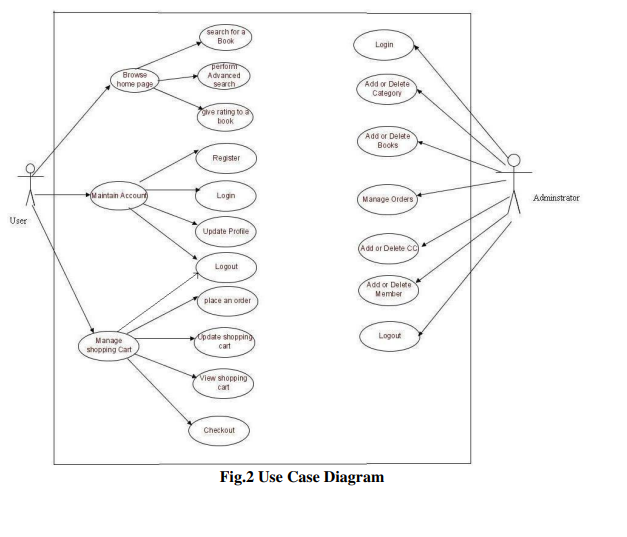 search for a
Book
perform
Advanced
search
give rating to a
book
Browse
home page
Register
Login
Update Profile
Logout
Maintain Account
User
place an order
Update shopping
cart
View shopping
cart
Checkout
Manage
shopping Cart
Login
Add or Delete
Category
Add or Delete
Books
Manage Orders
Add or Delete CC
Add or Delete
Member
Logout
Adminstrator
Fig.2 Use Case Diagram